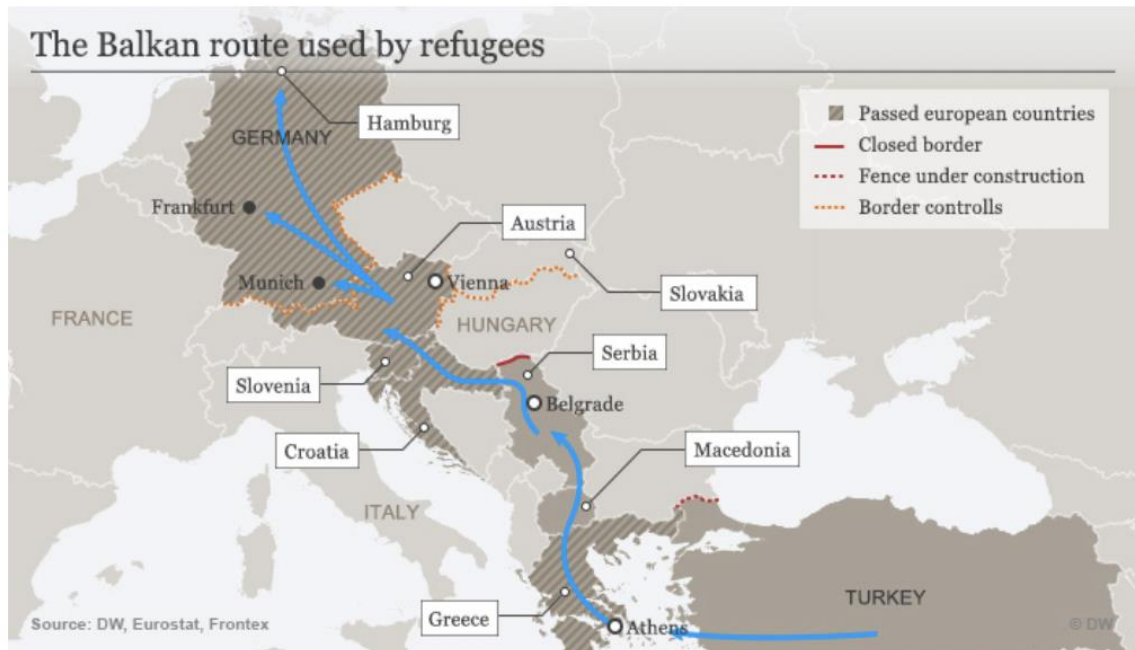 The Balkan route used by refugees
Hamburg
GERMANY
Passed european countries
Closed border
Fence under construction
Border controlls
Frankfurt
Austria
Munich
Vienna
Slovakia
FRANCE
HUNGARY
Serbia
Slovenia
Belgrade
Croatia
Macedonia
ITALY
TURKEY
Greece
Athens
Source: DW, Eurostat, Frontex
© DW